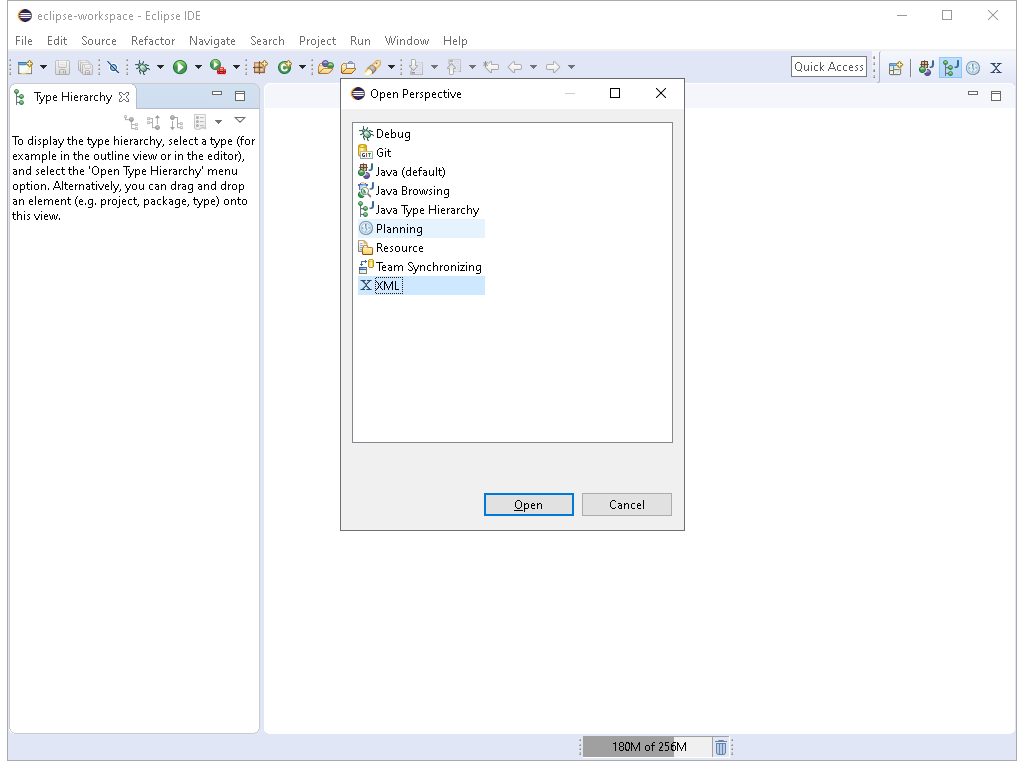 eclipse-workspace - Eclipse IDE
File Edit Source Refactor Navigate Search Project Run Window Help
Quick Access
Type Hierarchy
To display the type hierarchy, select a type (for
example in the outline view or in the editor),
and select the 'Open Type Hierarchy' menu
option. Alternatively, you can drag and drop
an element (e.g. project, package, type) onto
this view.
Open Perspective
Debug
Git
Java (default)
Java Browsing
Java Type Hierarchy
Planning
Resource
Team Synchronizing
XML
Open Cancel
180M of 256M